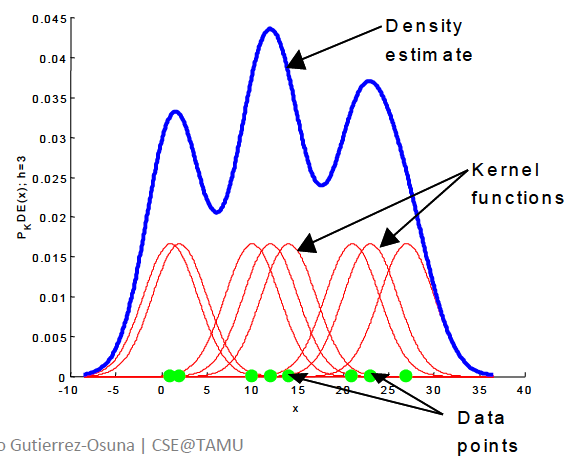 Density
estimate
0.045
0.04
0.035
0.03
0.025
0.02
0.015
0.01
0.005
0
P_KDE(x); h=3
Kernel
functions
-10 -5 0 5 10 15 20 25 30 35 40
x
Data
points
o Gutierrez-Osuna | CSE@TAMU